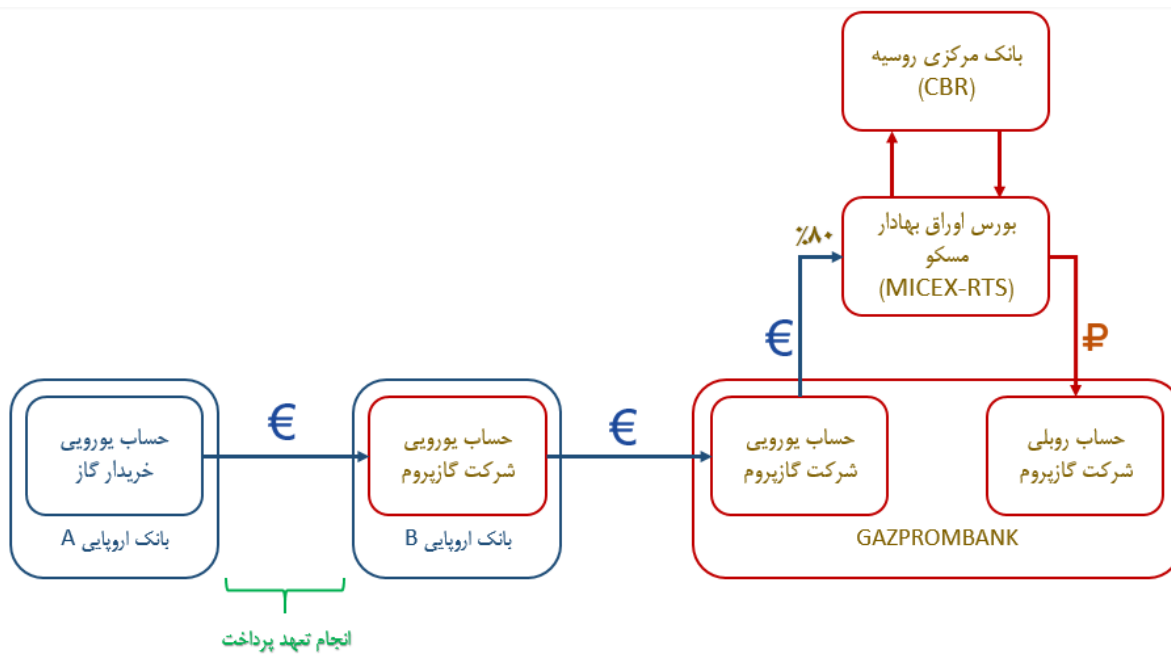 بانک مرکزی روسیه
(CBR)
بورس اوراق بهادار
مسکو
(MICEX-RTS)
٪۸۰
€
₽
€
€
حساب یورویی
خریدار گاز
بانک اروپایی A
حساب یورویی
شرکت گازپروم
بانک اروپایی B
حساب یورویی
شرکت گازپروم
حساب روبلی
شرکت گازپروم
GAZPROMBANK
انجام تعهد پرداخت